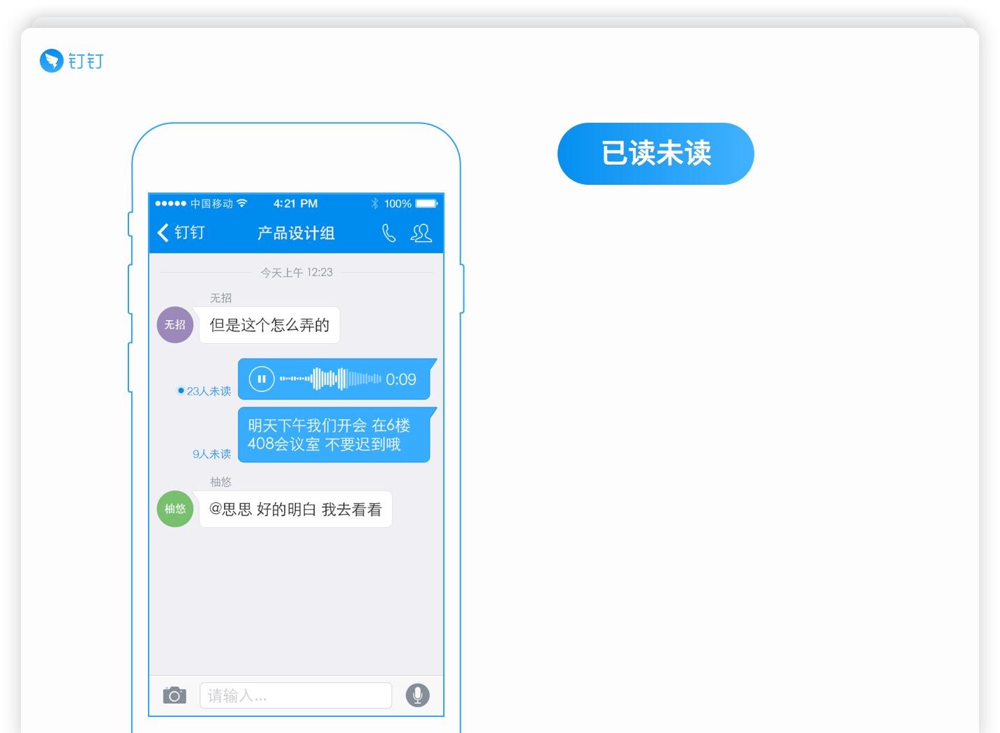 钉钉
已读未读
中国移动 4:21 PM 100%
钉钉 产品设计组
今天上午 12:23
无招
无招
但是这个怎么弄的
0:09
23人未读
明天下午我们开会 在6楼
408会议室 不要迟到哦
9人未读
柚悠
柚悠
@思思 好的明白 我去看看
请输入...